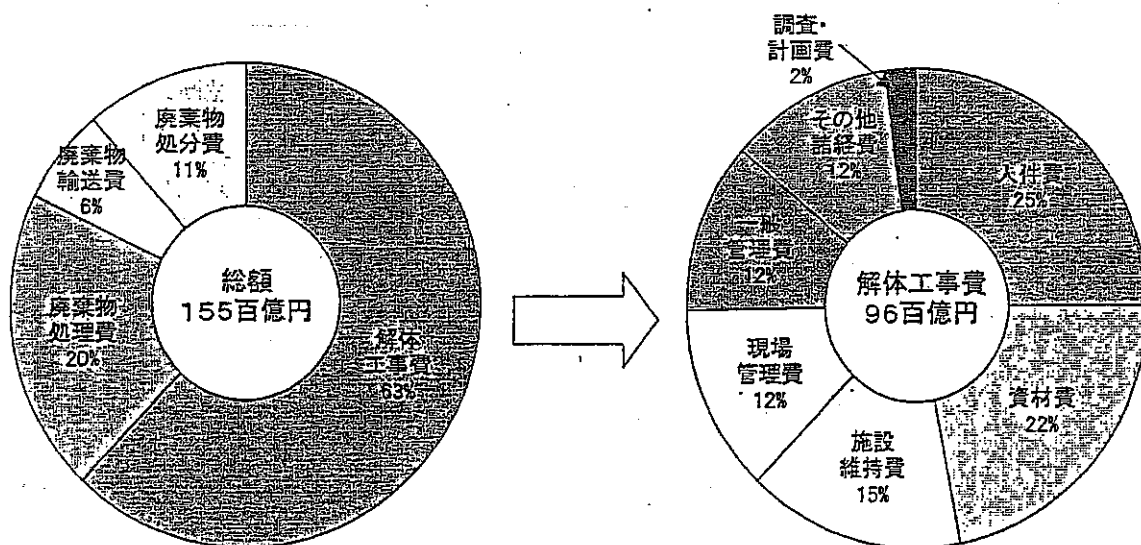 廃棄物
処分費
11%
廃棄物
輸送費
6%
廃棄物
処理費
20%
総額
155百億円
解体
工事費
63%
調査・
計画費
2%
その他
諸経費
12%
一般
管理費
12%
現場
管理費
12%
施設
維持費
15%
資材費
22%
人件費
25%
解体工事費
96百億円